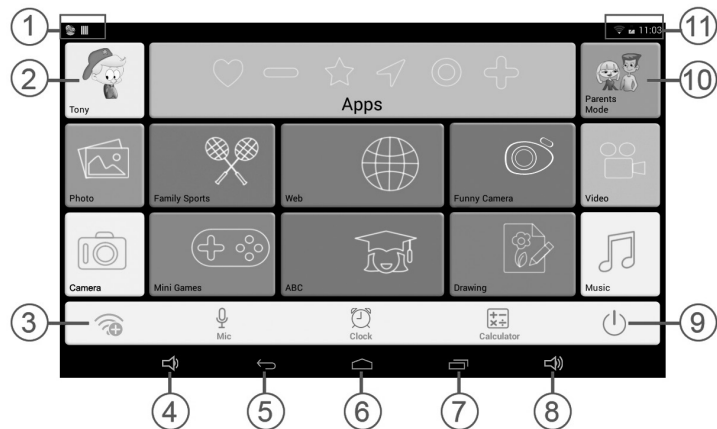 1
11:03
11
2
Tony
Apps
Parents
Mode
10
Photo
Family Sports
Web
Funny Camera
Video
Camera
Mini Games
ABC
Drawing
Music
3
Mic
Clock
Calculator
9
4
5
6
7
8